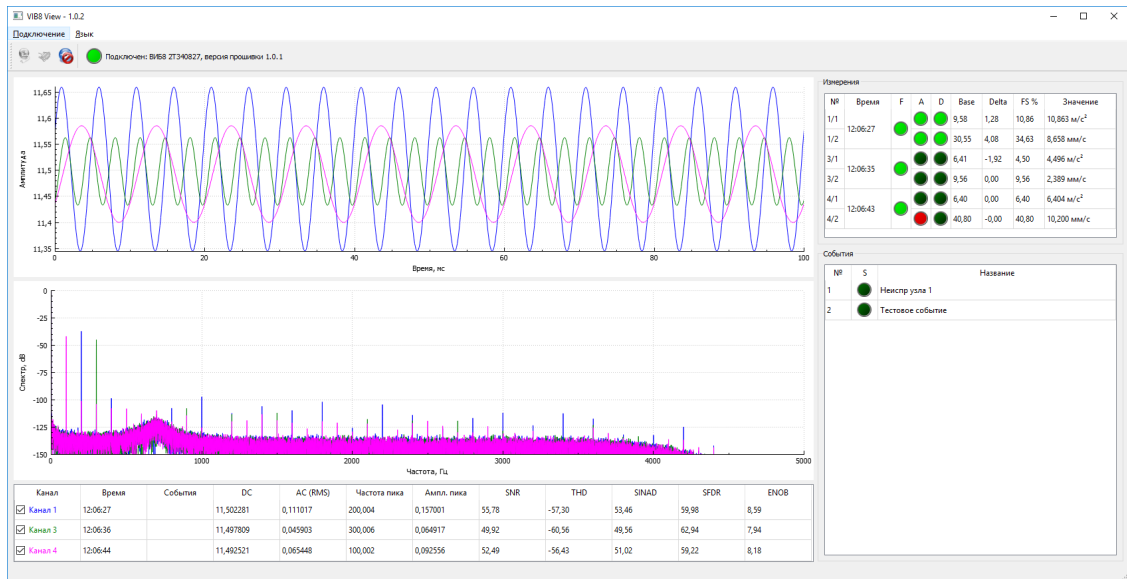 VIB8 View - 1.0.2
Подключение Язык
Подключен: ВИБ8 2T340827, версия прошивки 1.0.1
Измерения
№ Время F A D Base Delta FS % Значение
1/1 12:06:27 9,58 1,28 10,86 10,863 м/с²
1/2 30,55 4,08 34,63 8,658 мм/с
3/1 12:06:35 6,41 -1,92 4,50 4,496 м/с²
3/2 9,56 0,00 9,56 2,389 мм/с
4/1 12:06:43 6,40 0,00 6,40 6,404 м/с²
4/2 40,80 -0,00 40,80 10,200 мм/с
События
№ S Название
1 Неиспр узла 1
2 Тестовое событие
Амплитуда
11,65
11,6
11,55
11,5
11,45
11,4
11,35
0 20 40 60 80 100
Время, мс
Спектр, dB
0
-25
-50
-75
-100
-125
-150
0 1000 2000 3000 4000 5000
Частота, Гц
Канал Время События DC AC (RMS) Частота пика Ампл. пика SNR THD SINAD SFDR ENOB
Канал 1 12:06:27 11,502281 0,111017 200,004 0,157001 55,78 -57,30 53,46 59,98 8,59
Канал 3 12:06:36 11,497809 0,045903 300,006 0,064917 49,92 -60,56 49,56 62,94 7,94
Канал 4 12:06:44 11,492521 0,065448 100,002 0,092556 52,49 -56,43 51,02 59,22 8,18